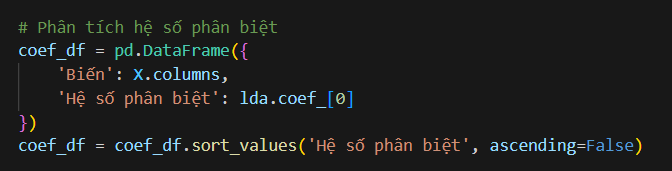 # Phân tích hệ số phân biệt
coef_df = pd.DataFrame({
    'Biến': X.columns,
    'Hệ số phân biệt': lda.coef_[0]
})
coef_df = coef_df.sort_values('Hệ số phân biệt', ascending=False)